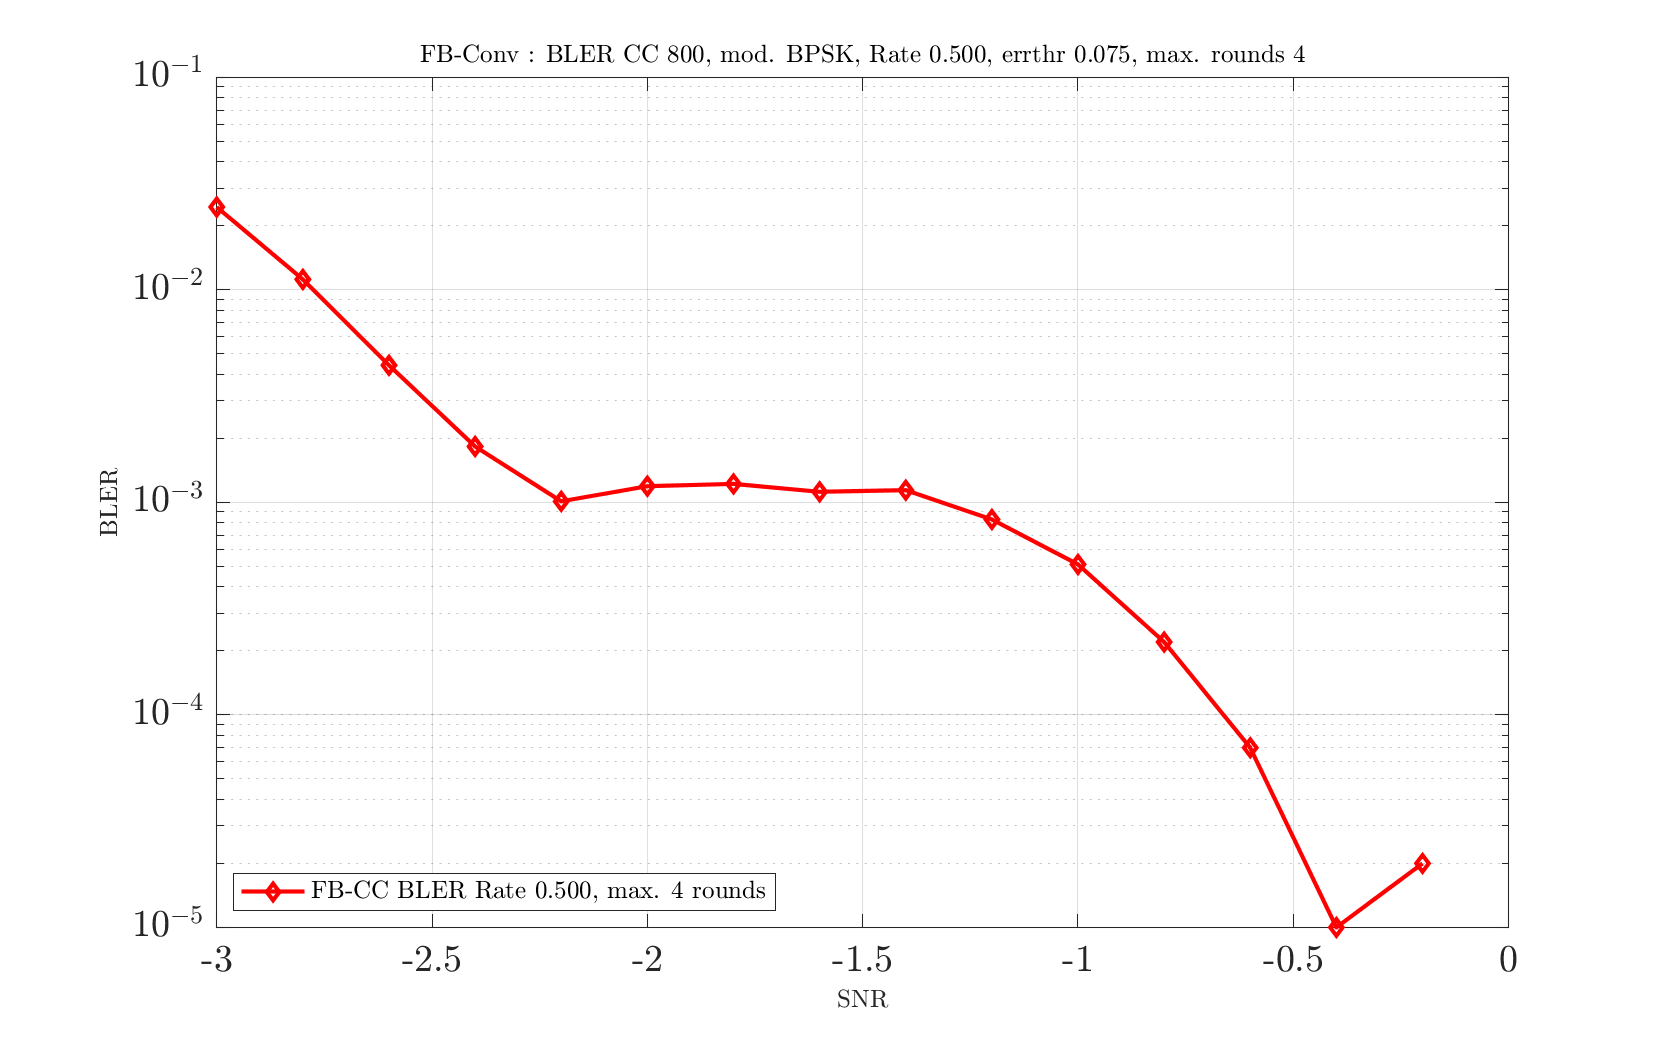 FB-Conv : BLER CC 800, mod. BPSK, Rate 0.500, errthr 0.075, max. rounds 4
10^{-1}
10^{-2}
10^{-3}
10^{-4}
10^{-5}
BLER
FB-CC BLER Rate 0.500, max. 4 rounds
-3 -2.5 -2 -1.5 -1 -0.5 0
SNR